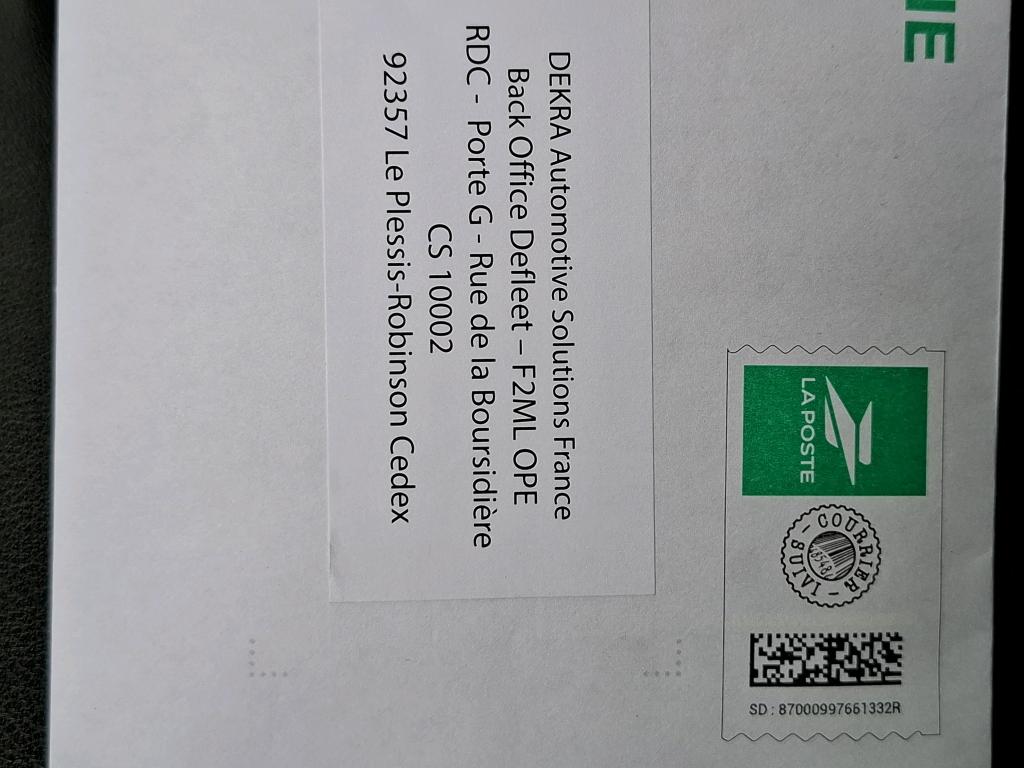 LA POSTE
COURRIER
SUIVI
SD : 87000997661332R
DEKRA Automotive Solutions France
Back Office Defleet – F2ML OPE
RDC - Porte G - Rue de la Boursidière
CS 10002
92357 Le Plessis-Robinson Cedex